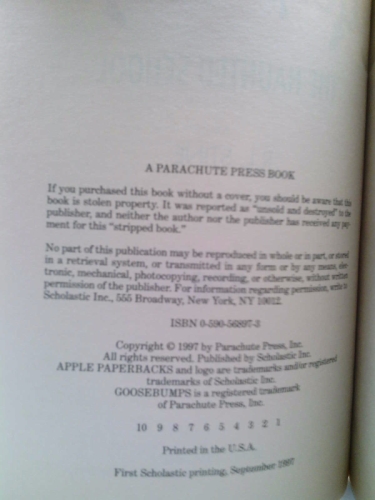 A PARACHUTE PRESS BOOK
If you purchased this book without a cover, you should be aware that this
book is stolen property. It was reported as "unsold and destroyed" to the
publisher, and neither the author nor the publisher has received any pay-
ment for this "stripped book."
No part of this publication may be reproduced in whole or in part, or stored
in a retrieval system, or transmitted in any form or by any means, elec-
tronic, mechanical, photocopying, recording, or otherwise, without written
permission of the publisher. For information regarding permission, write to
Scholastic Inc., 555 Broadway, New York, NY 10012.
ISBN 0-590-56897-3
Copyright © 1997 by Parachute Press, Inc.
All rights reserved. Published by Scholastic Inc.
APPLE PAPERBACKS and logo are trademarks and/or registered
trademarks of Scholastic Inc.
GOOSEBUMPS is a registered trademark
of Parachute Press, Inc.
10 9 8 7 6 5 4 3 2 1
Printed in the U.S.A.
First Scholastic printing, September 1997